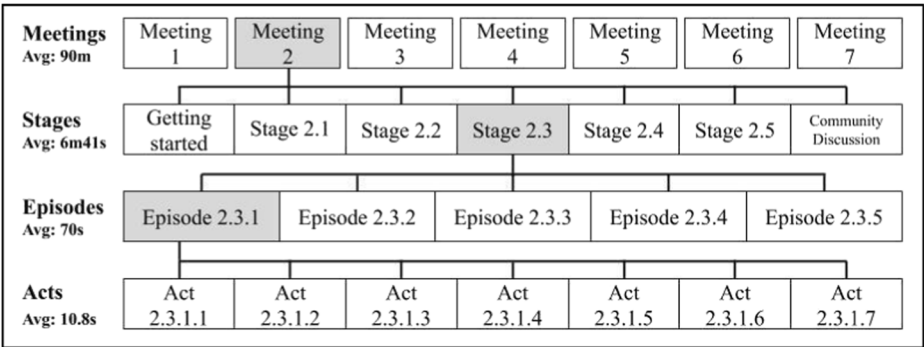 Meetings
Avg: 90m
Meeting
1
Meeting
2
Meeting
3
Meeting
4
Meeting
5
Meeting
6
Meeting
7
Stages
Avg: 6m41s
Getting
started
Stage 2.1
Stage 2.2
Stage 2.3
Stage 2.4
Stage 2.5
Community
Discussion
Episodes
Avg: 70s
Episode 2.3.1
Episode 2.3.2
Episode 2.3.3
Episode 2.3.4
Episode 2.3.5
Acts
Avg: 10.8s
Act
2.3.1.1
Act
2.3.1.2
Act
2.3.1.3
Act
2.3.1.4
Act
2.3.1.5
Act
2.3.1.6
Act
2.3.1.7